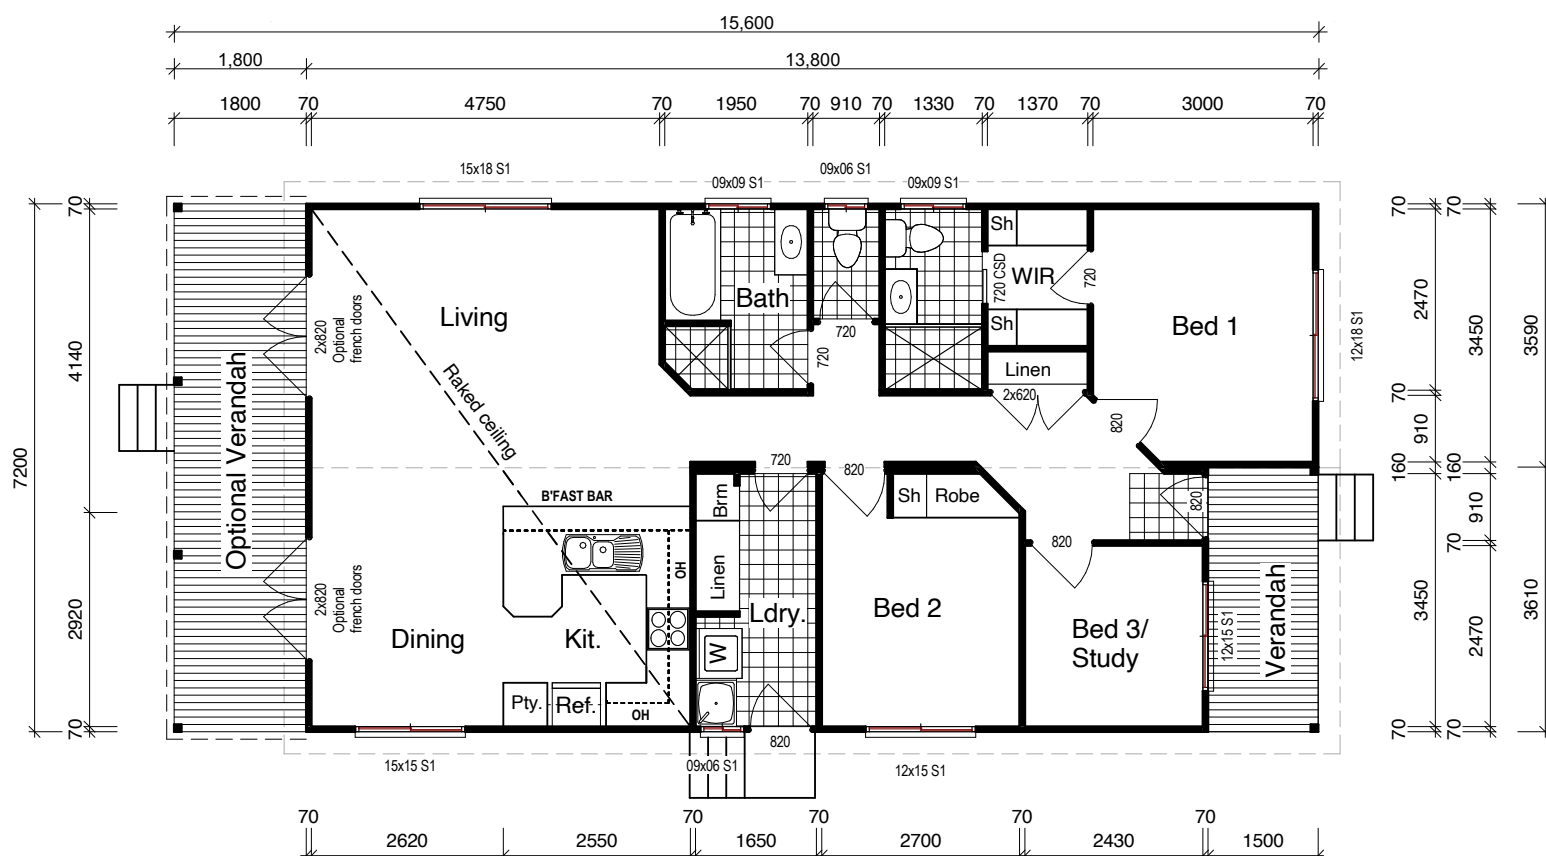 15,600
1,800 13,800
1800 70 4750 70 1950 70 910 70 1330 70 1370 70 3000 70
15x18 S1 09x06 S1
09x09 S1 09x09 S1
70 70 70
Sh
720 CSD WIR 720
Bath
Living 720 Sh Bed 1
2x820
Optional
french doors
720
12x18 S1
2470 3450 3590
4140
Linen
Raked ceiling
2x620
70
Optional Verandah
820
910
7200
720 820
160 160
B'FAST BAR
Brm Sh Robe
820
910
OH
820
70
Linen
2x820
Optional
french doors
2920
Dining Kit. Ldry. Bed 2
Bed 3/
Study
12x15 S1
Verandah
3450 2470 3610
W
Pty. Ref. OH
70 70 70
820
15x15 S1 09x06 S1 12x15 S1
70 70 70 70 70
2620 2550 1650 2700 2430 1500